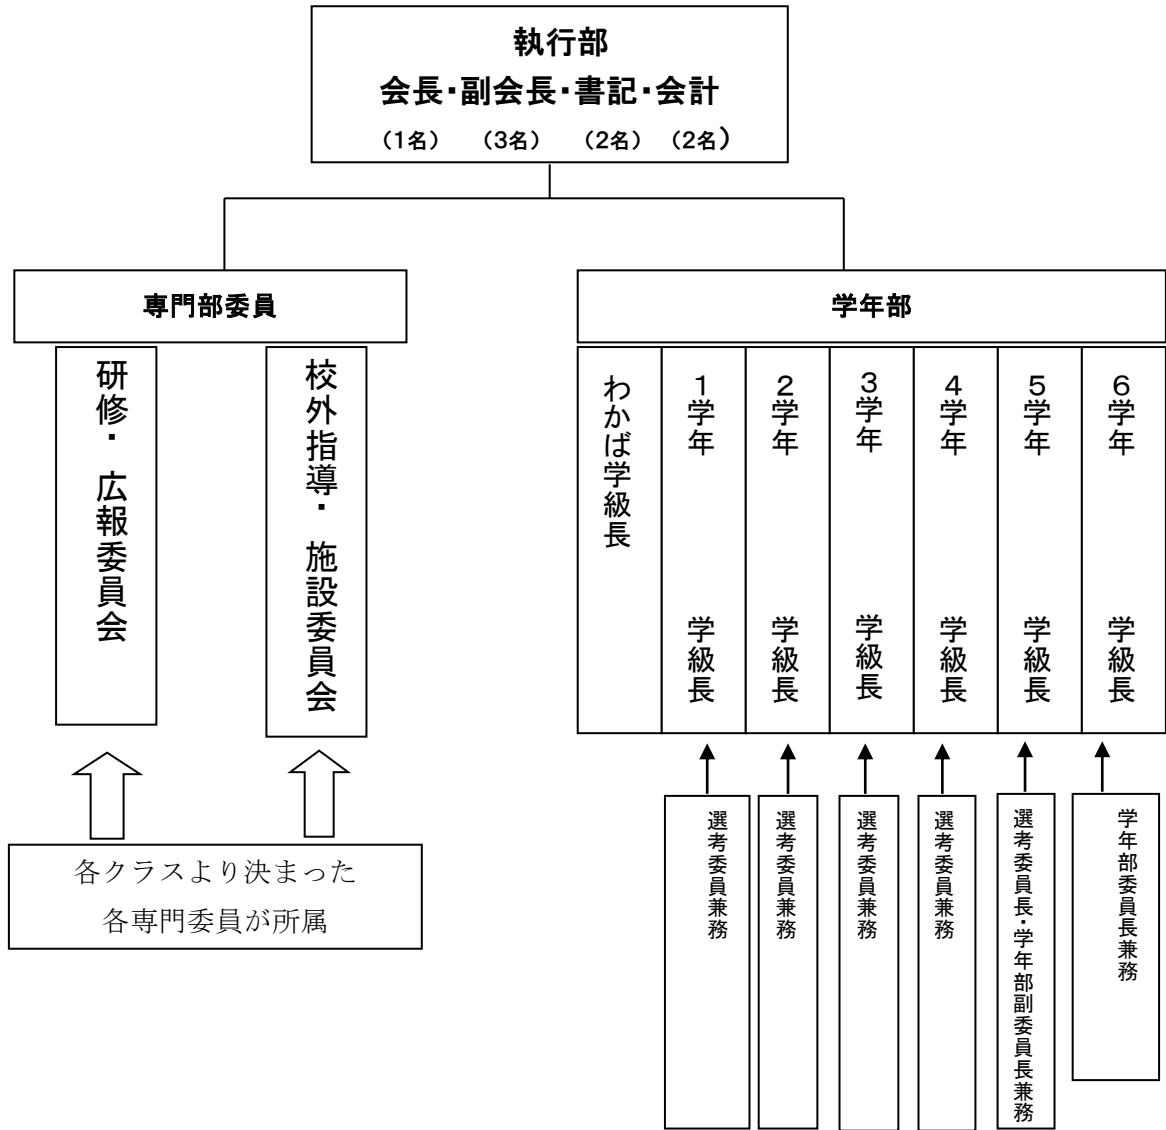 執行部
会長・副会長・書記・会計
（1名） （3名） （2名） （2名）
専門部委員
研修・広報委員会
校外指導・施設委員会
各クラスより決まった
各専門委員が所属
学年部
わかば学級長
1学年 学級長
2学年 学級長
3学年 学級長
4学年 学級長
5学年 学級長
6学年 学級長
選考委員兼務
選考委員兼務
選考委員兼務
選考委員兼務
選考委員長・学年部副委員長兼務
学年部委員長兼務